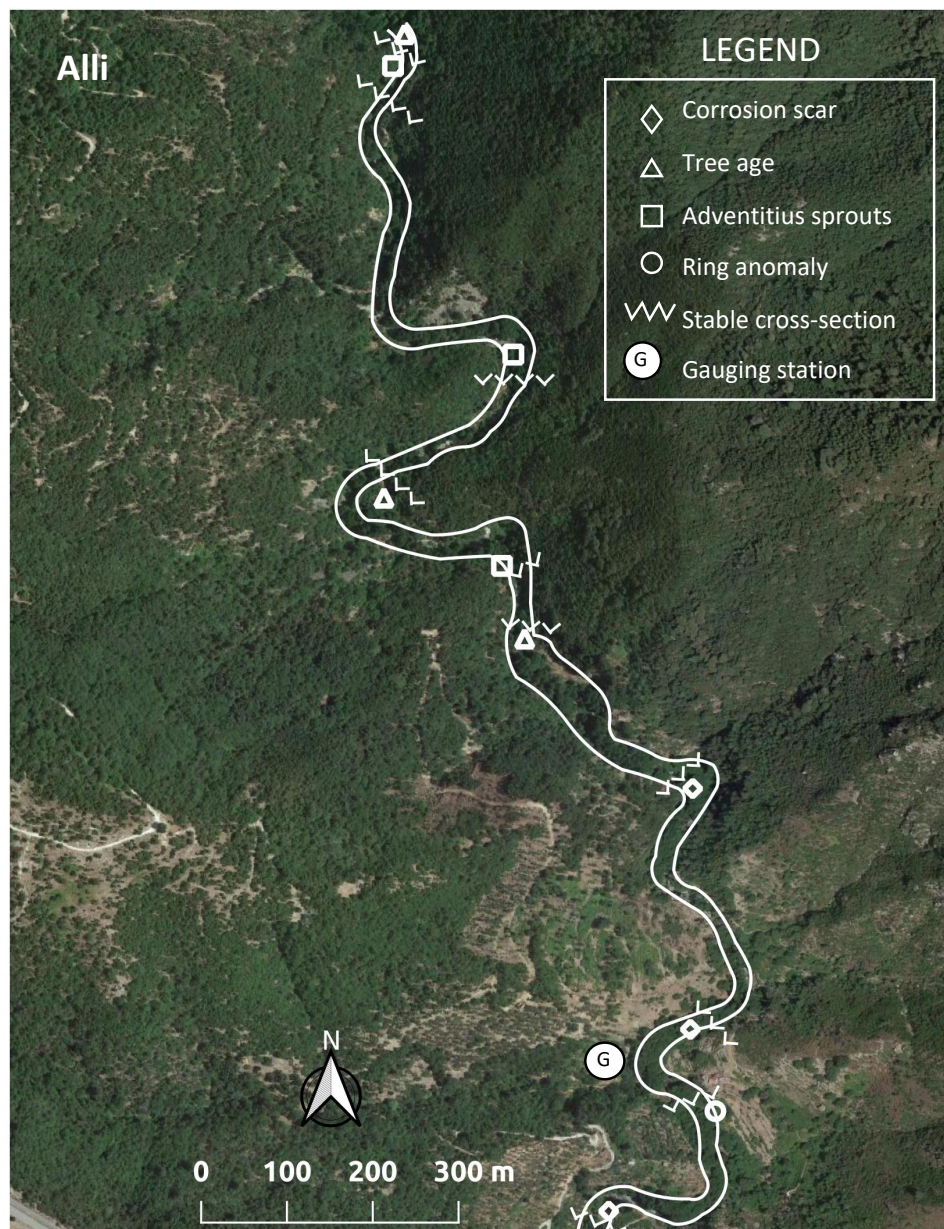 Alli
LEGEND
Corrosion scar
Tree age
Adventitius sprouts
Ring anomaly
Stable cross-section
G Gauging station
G
N
0 100 200 300 m